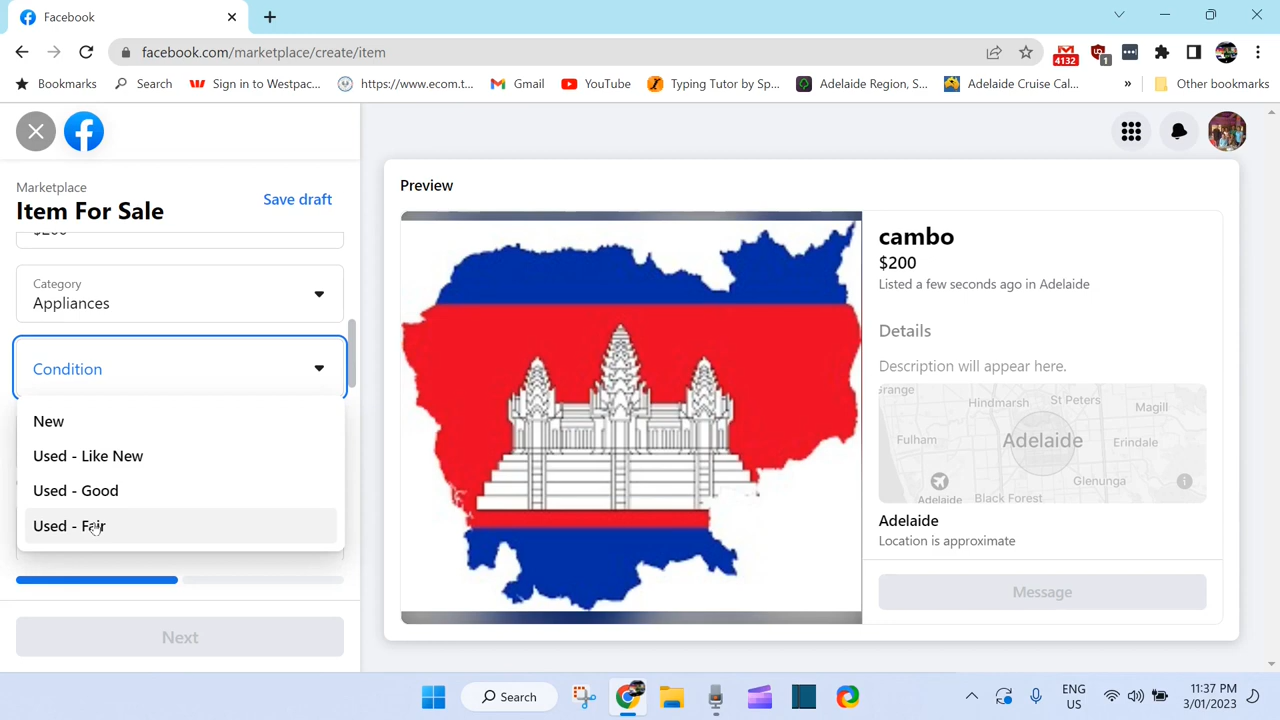 Facebook
facebook.com/marketplace/create/item
4132
1
Bookmarks
Search
Sign in to Westpac...
https://www.ecom.t...
Gmail
YouTube
Typing Tutor by Sp...
Adelaide Region, S...
Adelaide Cruise Cal...
»
Other bookmarks
Marketplace
Item For Sale
Save draft
$200
Category
Appliances
Condition
New
Used - Like New
Used - Good
Used - Fair
Next
Preview
cambo
$200
Listed a few seconds ago in Adelaide
Details
Description will appear here.
Hindmarsh
St Peters
Magill
Fulham
Adelaide
Erindale
Adelaide
Glenunga
Black Forest
Adelaide
Location is approximate
Message
Search
ENG
US
11:37 PM
3/01/2023